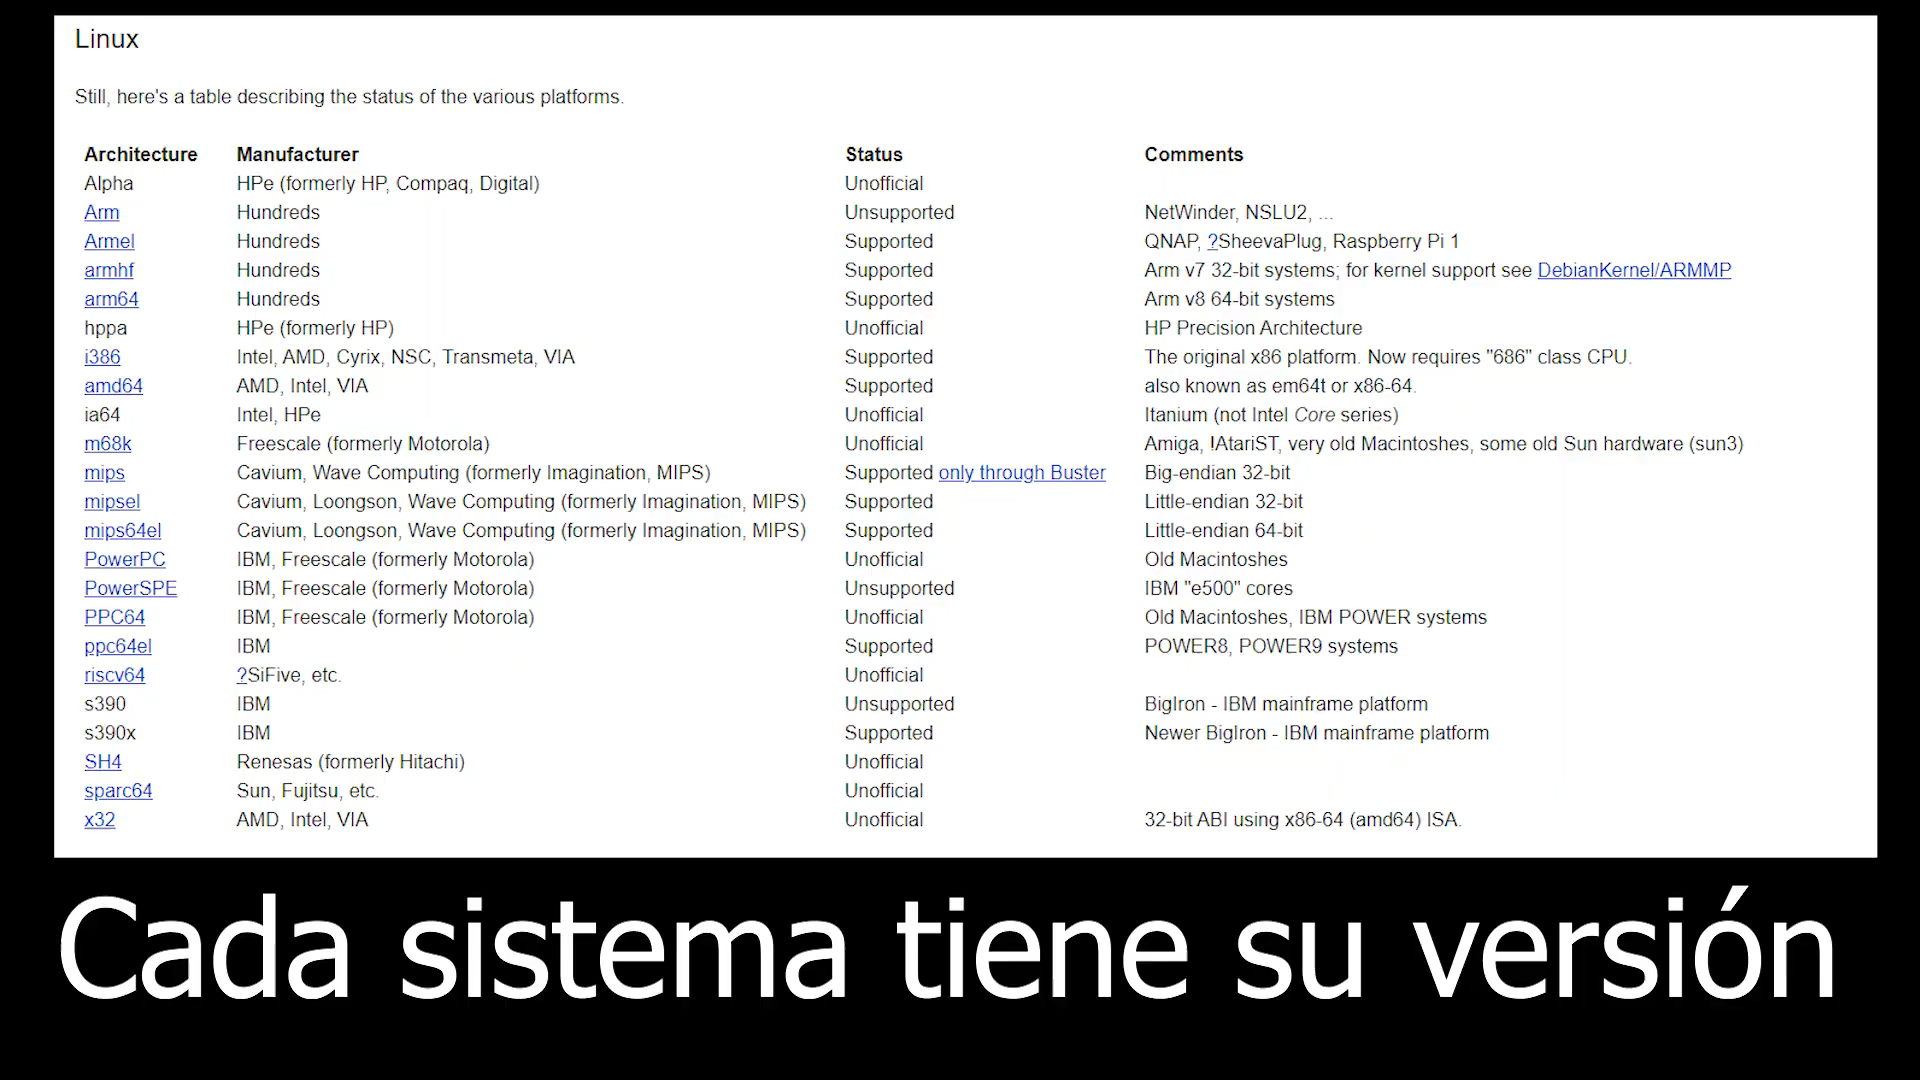 Linux
Still, here's a table describing the status of the various platforms.
Architecture Manufacturer Status Comments
Alpha HPe (formerly HP, Compaq, Digital) Unofficial
Arm Hundreds Unsupported NetWinder, NSLU2, ...
Armel Hundreds Supported QNAP, ?SheevaPlug, Raspberry Pi 1
armhf Hundreds Supported Arm v7 32-bit systems; for kernel support see DebianKernel/ARMMP
arm64 Hundreds Supported Arm v8 64-bit systems
hppa HPe (formerly HP) Unofficial HP Precision Architecture
i386 Intel, AMD, Cyrix, NSC, Transmeta, VIA Supported The original x86 platform. Now requires "686" class CPU.
amd64 AMD, Intel, VIA Supported also known as em64t or x86-64.
ia64 Intel, HPe Unofficial Itanium (not Intel Core series)
m68k Freescale (formerly Motorola) Unofficial Amiga, !AtariST, very old Macintoshes, some old Sun hardware (sun3)
mips Cavium, Wave Computing (formerly Imagination, MIPS) Supported only through Buster Big-endian 32-bit
mipsel Cavium, Loongson, Wave Computing (formerly Imagination, MIPS) Supported Little-endian 32-bit
mips64el Cavium, Loongson, Wave Computing (formerly Imagination, MIPS) Supported Little-endian 64-bit
PowerPC IBM, Freescale (formerly Motorola) Unofficial Old Macintoshes
PowerSPE IBM, Freescale (formerly Motorola) Unsupported IBM "e500" cores
PPC64 IBM, Freescale (formerly Motorola) Unofficial Old Macintoshes, IBM POWER systems
ppc64el IBM Supported POWER8, POWER9 systems
riscv64 ?SiFive, etc. Unofficial
s390 IBM Unsupported BigIron - IBM mainframe platform
s390x IBM Supported Newer BigIron - IBM mainframe platform
SH4 Renesas (formerly Hitachi) Unofficial
sparc64 Sun, Fujitsu, etc. Unofficial
x32 AMD, Intel, VIA Unofficial 32-bit ABI using x86-64 (amd64) ISA.
Cada sistema tiene su versión